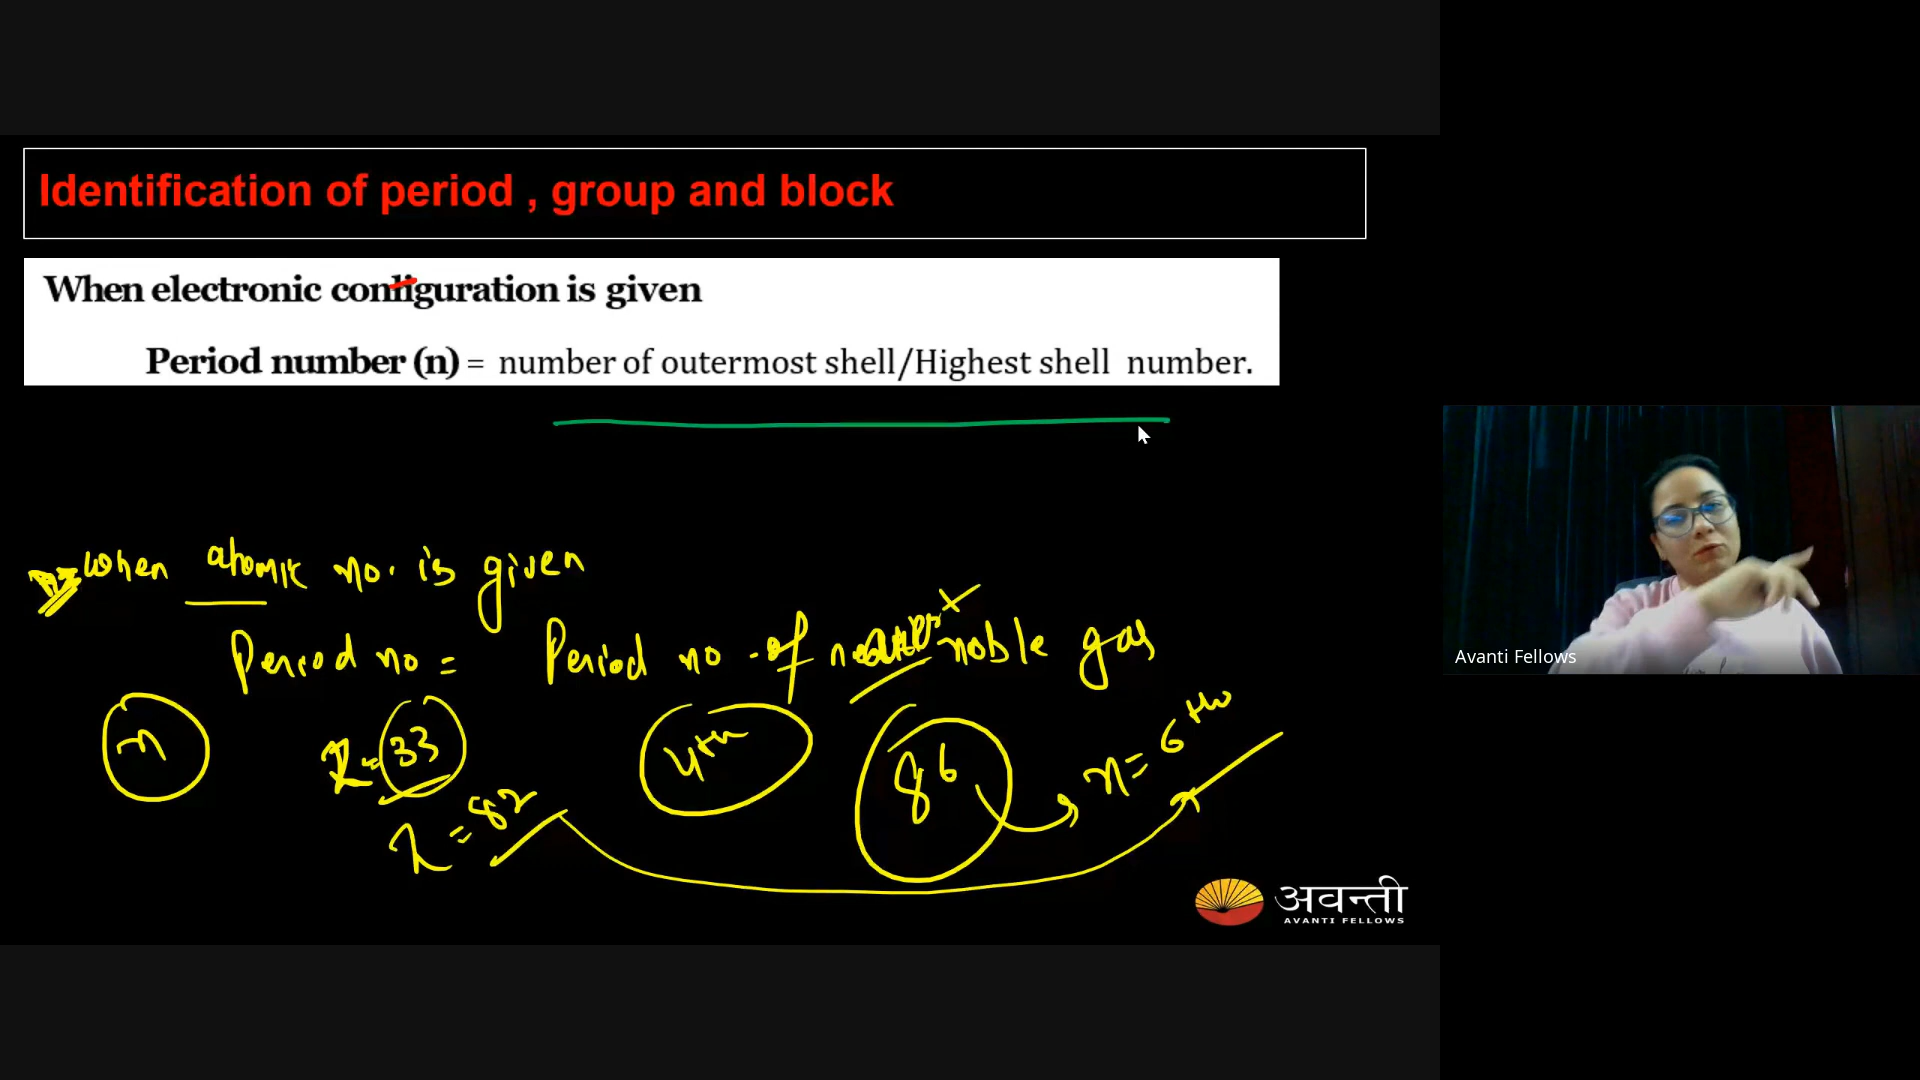 Identification of period , group and block
When electronic configuration is given
Period number (n) = number of outermost shell/Highest shell number.
When atomic no. is given
Period no = Period no. of noble gas
n
Z=33
4th
86
n=6th
Z=82
Avanti Fellows
अवन्ती
AVANTI FELLOWS